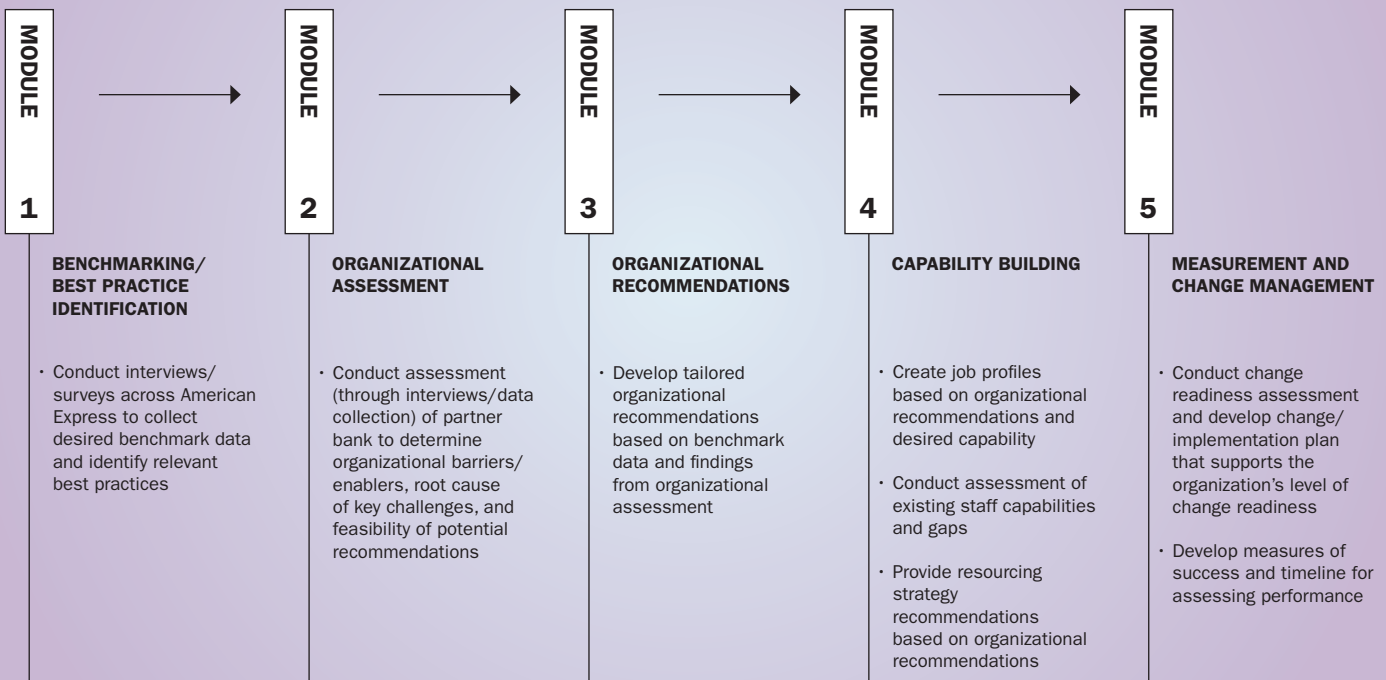 MODULE
1
BENCHMARKING/
BEST PRACTICE
IDENTIFICATION
· Conduct interviews/
surveys across American
Express to collect
desired benchmark data
and identify relevant
best practices
MODULE
2
ORGANIZATIONAL
ASSESSMENT
· Conduct assessment
(through interviews/data
collection) of partner
bank to determine
organizational barriers/
enablers, root cause
of key challenges, and
feasibility of potential
recommendations
MODULE
3
ORGANIZATIONAL
RECOMMENDATIONS
· Develop tailored
organizational
recommendations
based on benchmark
data and findings
from organizational
assessment
MODULE
4
CAPABILITY BUILDING
· Create job profiles
based on organizational
recommendations and
desired capability
· Conduct assessment of
existing staff capabilities
and gaps
· Provide resourcing
strategy
recommendations
based on organizational
recommendations
MODULE
5
MEASUREMENT AND
CHANGE MANAGEMENT
· Conduct change
readiness assessment
and develop change/
implementation plan
that supports the
organization’s level of
change readiness
· Develop measures of
success and timeline for
assessing performance